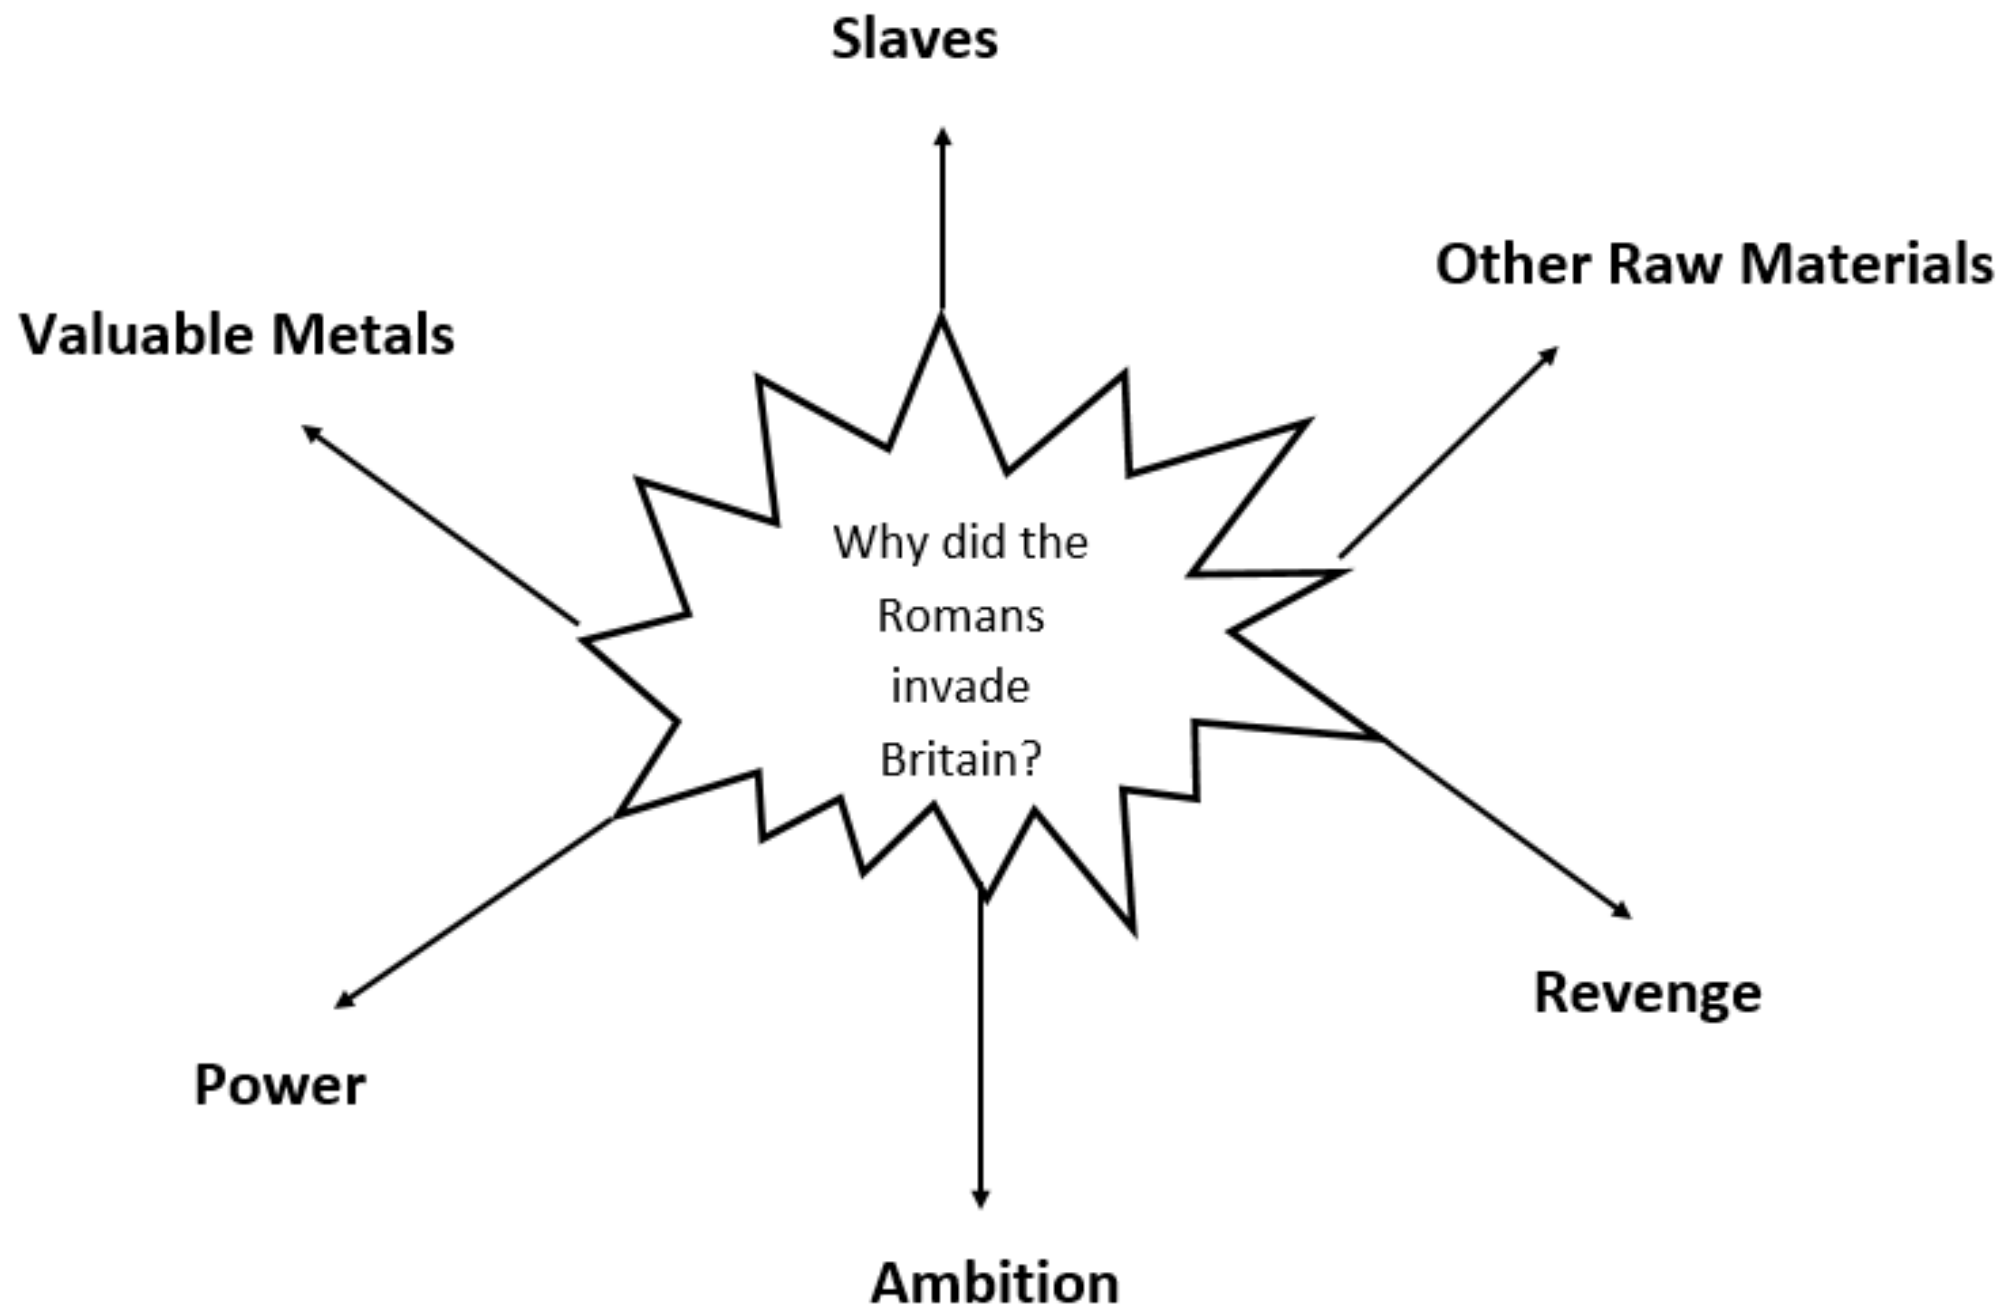 Slaves
Other Raw Materials
Valuable Metals
Why did the
Romans
invade
Britain?
Revenge
Power
Ambition